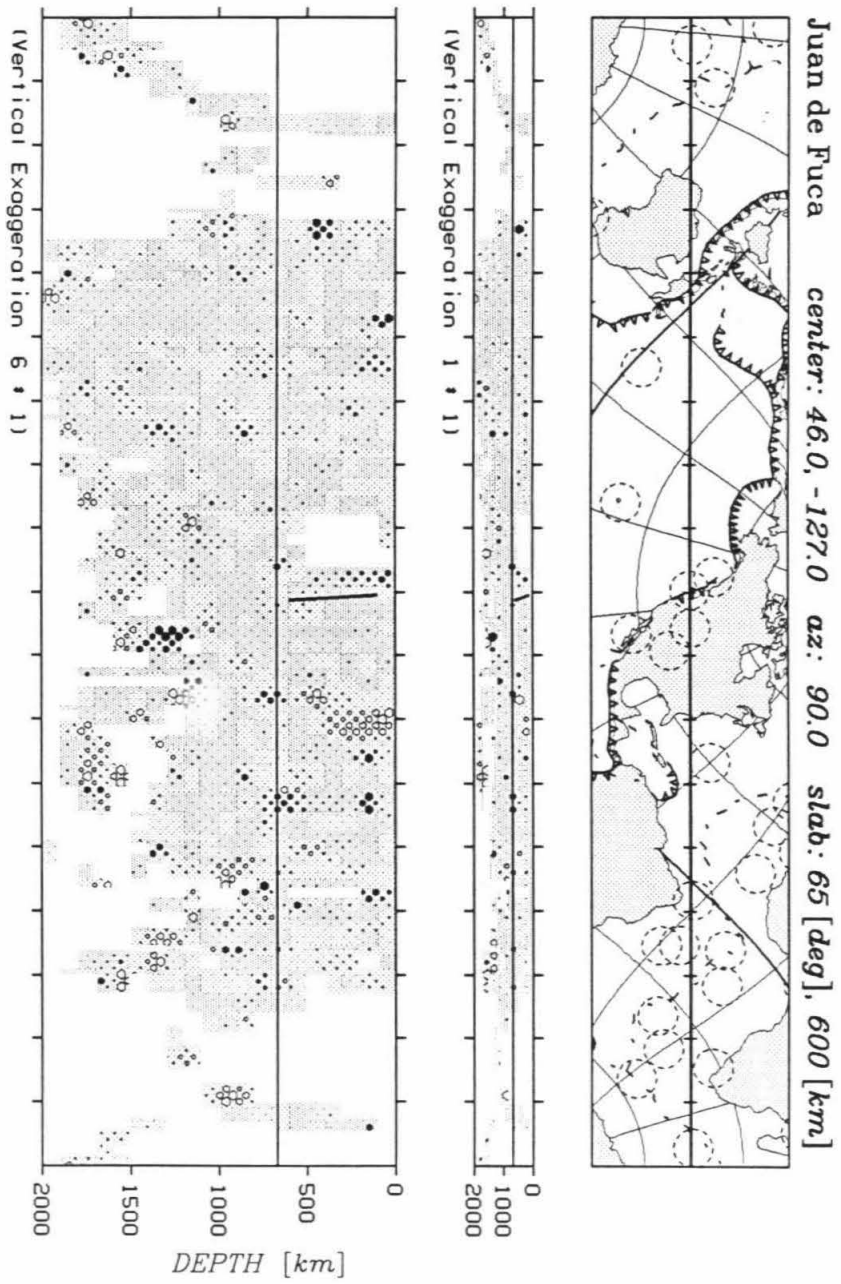 Juan de Fuca center: 46.0, -127.0 az: 90.0 slab: 65 [deg], 600 [km]
0
1000
2000
(Vertical Exaggeration 1 * 1)
0
500
1000
1500
2000
DEPTH [km]
(Vertical Exaggeration 6 * 1)